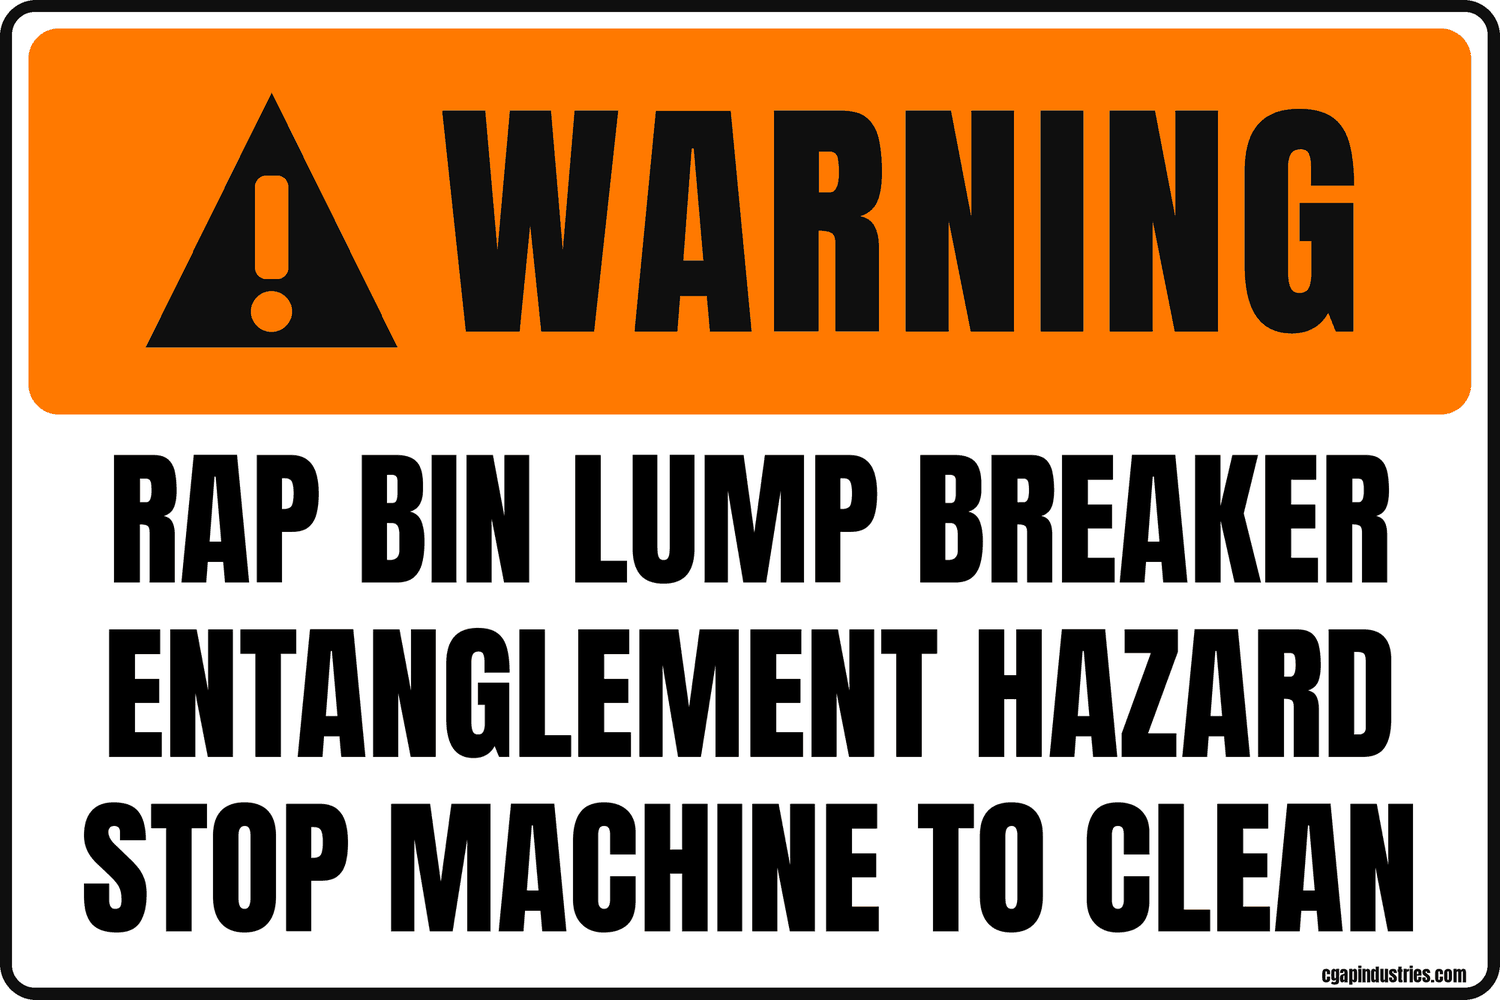 WARNING
RAP BIN LUMP BREAKER
ENTANGLEMENT HAZARD
STOP MACHINE TO CLEAN
cgapindustries.com